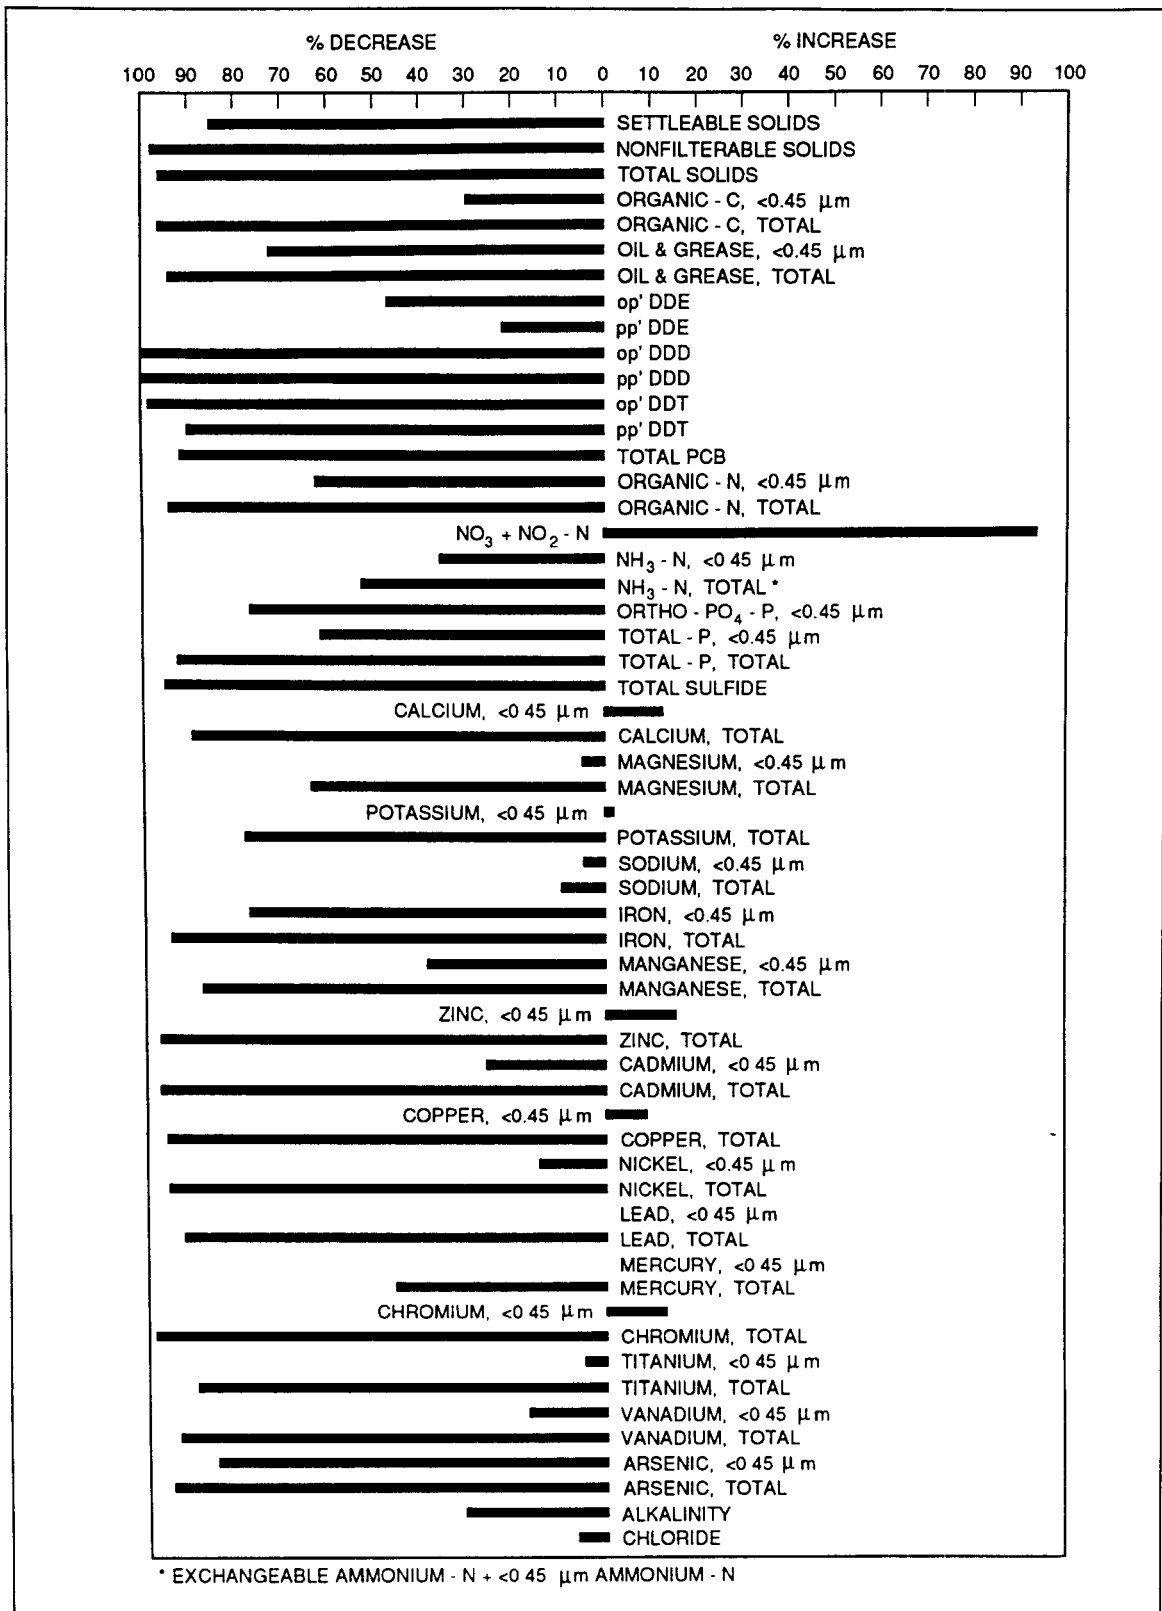 % DECREASE % INCREASE
100 90 80 70 60 50 40 30 20 10 0 10 20 30 40 50 60 70 80 90 100
SETTLEABLE SOLIDS
NONFILTERABLE SOLIDS
TOTAL SOLIDS
ORGANIC - C, <0.45 μm
ORGANIC - C, TOTAL
OIL & GREASE, <0.45 μm
OIL & GREASE, TOTAL
op' DDE
pp' DDE
op' DDD
pp' DDD
op' DDT
pp' DDT
TOTAL PCB
ORGANIC - N, <0.45 μm
ORGANIC - N, TOTAL
NO3 + NO2 - N
NH3 - N, <0 45 μm
NH3 - N, TOTAL *
ORTHO - PO4 - P, <0.45 μm
TOTAL - P, <0.45 μm
TOTAL - P, TOTAL
TOTAL SULFIDE
CALCIUM, <0 45 μm
CALCIUM, TOTAL
MAGNESIUM, <0.45 μm
MAGNESIUM, TOTAL
POTASSIUM, <0 45 μm
POTASSIUM, TOTAL
SODIUM, <0.45 μm
SODIUM, TOTAL
IRON, <0.45 μm
IRON, TOTAL
MANGANESE, <0.45 μm
MANGANESE, TOTAL
ZINC, <0 45 μm
ZINC, TOTAL
CADMIUM, <0 45 μm
CADMIUM, TOTAL
COPPER, <0.45 μm
COPPER, TOTAL
NICKEL, <0.45 μm
NICKEL, TOTAL
LEAD, <0 45 μm
LEAD, TOTAL
MERCURY, <0 45 μm
MERCURY, TOTAL
CHROMIUM, <0 45 μm
CHROMIUM, TOTAL
TITANIUM, <0 45 μm
TITANIUM, TOTAL
VANADIUM, <0 45 μm
VANADIUM, TOTAL
ARSENIC, <0 45 μm
ARSENIC, TOTAL
ALKALINITY
CHLORIDE
* EXCHANGEABLE AMMONIUM - N + <0 45 μm AMMONIUM - N